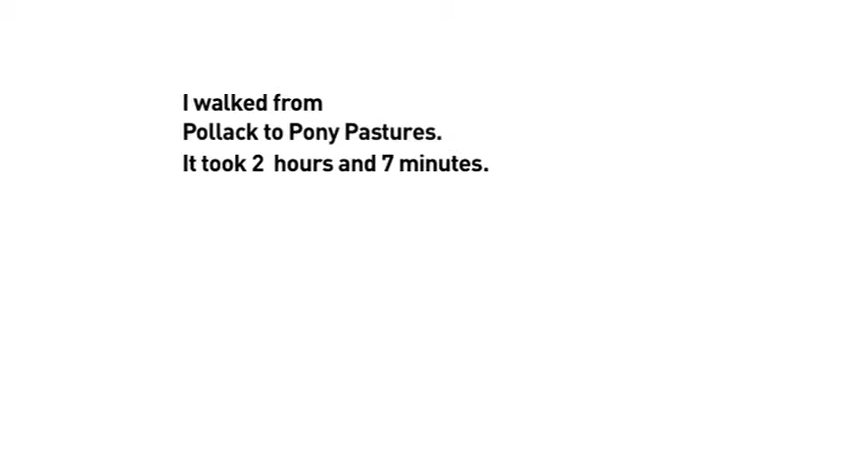 I walked from
Pollack to Pony Pastures.
It took 2 hours and 7 minutes.